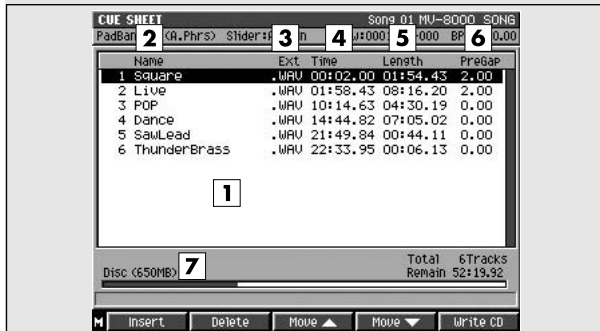 CUE SHEET Song 01 MV-8000 SONG
2 (A.Phrs) 3 4 5 6
Name Ext Time Length PreGap
1 Square .WAV 00:02.00 01:54.43 2.00
2 Live .WAV 01:58.43 08:16.20 2.00
3 POP .WAV 10:14.63 04:30.19 0.00
4 Dance .WAV 14:44.82 07:05.02 0.00
5 SawLead .WAV 21:49.84 00:44.11 0.00
6 ThunderBrass .WAV 22:33.95 00:06.13 0.00
1
Total 6Tracks
Disc (650MB) 7 Remain 52:19.92
M Insert Delete Move ▲ Move ▼ Write CD